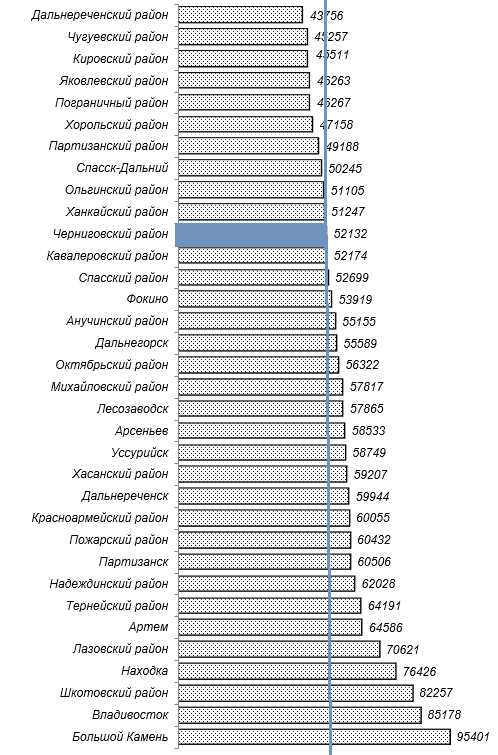 Дальнереченский район 43756
Чугуевский район 45257
Кировский район 45511
Яковлевский район 46263
Пограничный район 46267
Хорольский район 47158
Партизанский район 49188
Спасск-Дальний 50245
Ольгинский район 51105
Ханкайский район 51247
Черниговский район 52132
Кавалеровский район 52174
Спасский район 52699
Фокино 53919
Анучинский район 55155
Дальнегорск 55589
Октябрьский район 56322
Михайловский район 57817
Лесозаводск 57865
Арсеньев 58533
Уссурийск 58749
Хасанский район 59207
Дальнереченск 59944
Красноармейский район 60055
Пожарский район 60432
Партизанск 60506
Надеждинский район 62028
Тернейский район 64191
Артем 64586
Лазовский район 70621
Находка 76426
Шкотовский район 82257
Владивосток 85178
Большой Камень 95401